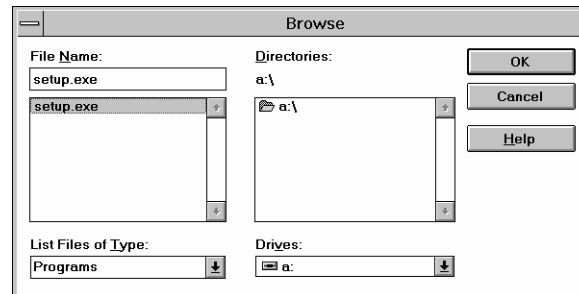 Browse
File Name:
setup.exe
setup.exe
List Files of Type:
Programs
Directories:
a:\
a:\
Drives:
a:
OK
Cancel
Help